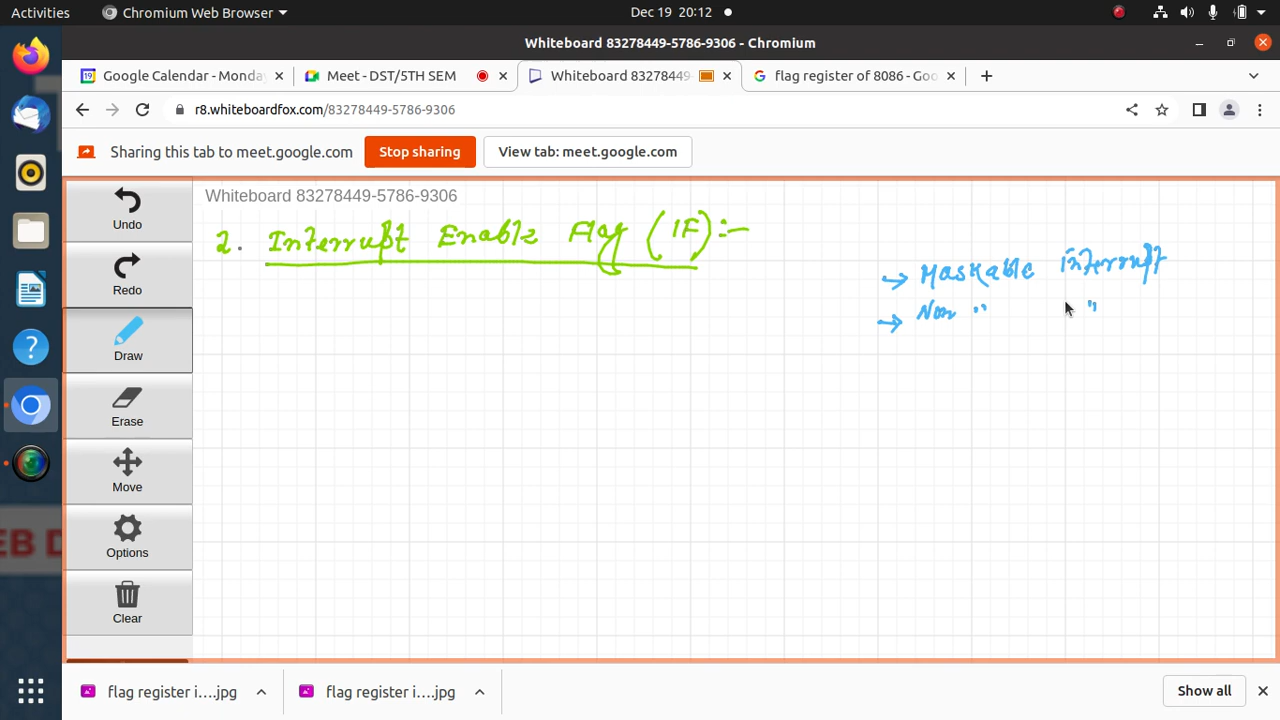 Activities Chromium Web Browser Dec 19 20:12
Whiteboard 83278449-5786-9306 - Chromium
Google Calendar - Monda Meet - DST/5TH SEM Whiteboard 83278449 flag register of 8086 - Goo
r8.whiteboardfox.com/83278449-5786-9306
Sharing this tab to meet.google.com Stop sharing View tab: meet.google.com
Whiteboard 83278449-5786-9306
Undo
Redo
Draw
Erase
Move
Options
Clear
2. Interrupt Enable Flag (IF):-
→ Maskable interrupt
→ Non " "
EB D
flag register i....jpg flag register i....jpg Show all